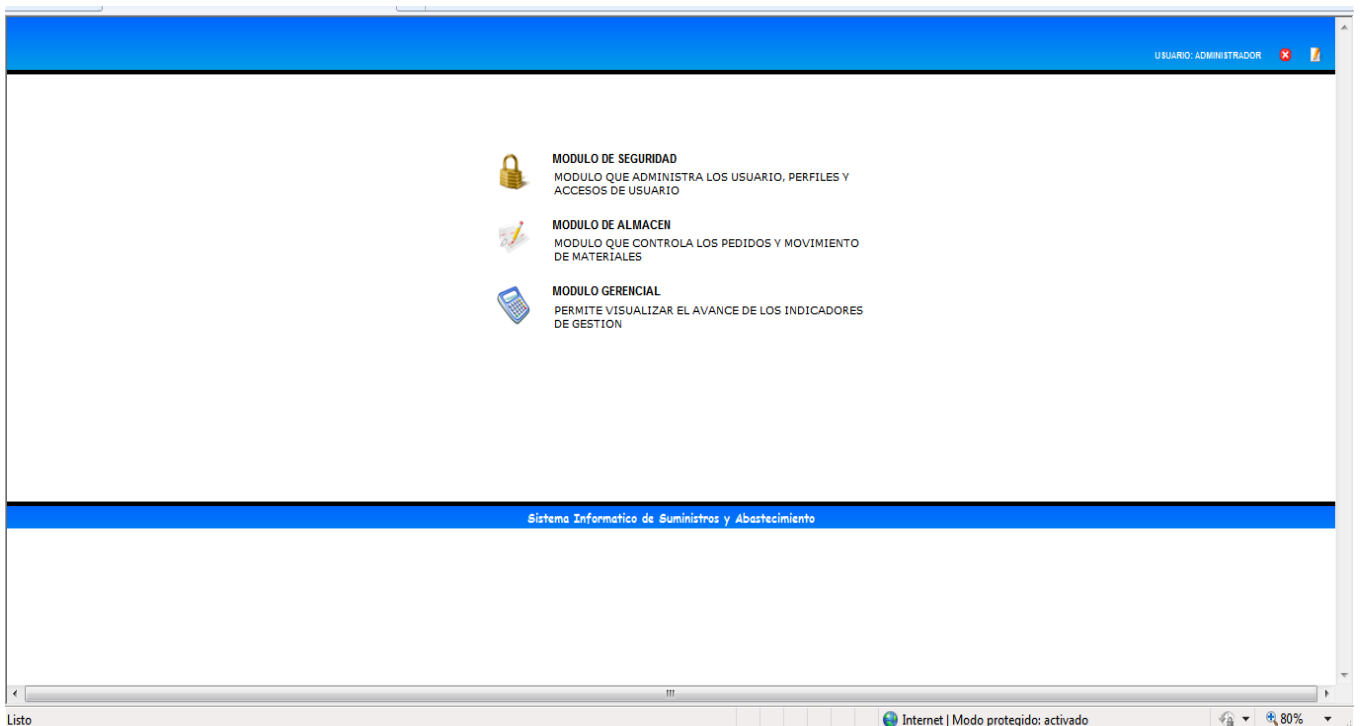 USUARIO: ADMINISTRADOR
MODULO DE SEGURIDAD
MODULO QUE ADMINISTRA LOS USUARIO, PERFILES Y
ACCESOS DE USUARIO
MODULO DE ALMACEN
MODULO QUE CONTROLA LOS PEDIDOS Y MOVIMIENTO
DE MATERIALES
MODULO GERENCIAL
PERMITE VISUALIZAR EL AVANCE DE LOS INDICADORES
DE GESTION
Sistema Informatico de Suministros y Abastecimiento
Listo
Internet | Modo protegido: activado
80%